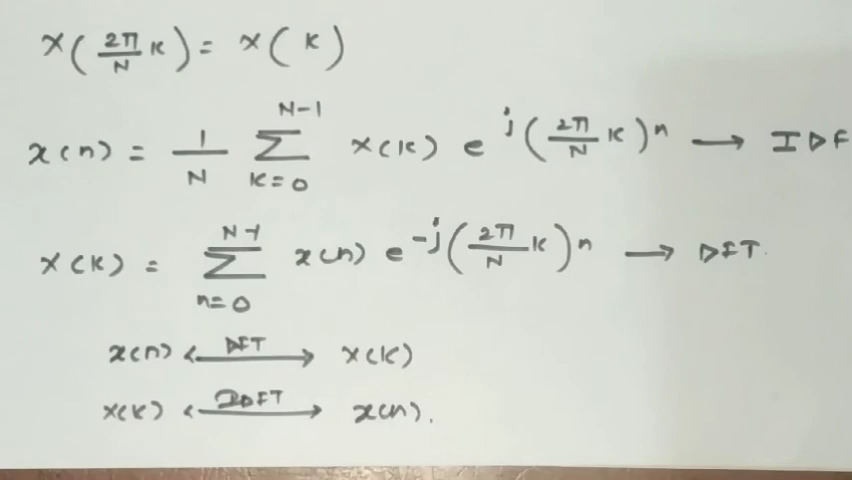 X(2π/N k) = X(k)
x(n) = 1/N Σ_{k=0}^{N-1} X(k) e^{j(2π/N k)n} → IDF
X(k) = Σ_{n=0}^{N-1} x(n) e^{-j(2π/N k)n} → DFT.
x(n) ←DFT→ X(k)
X(k) ←IDFT→ x(n).